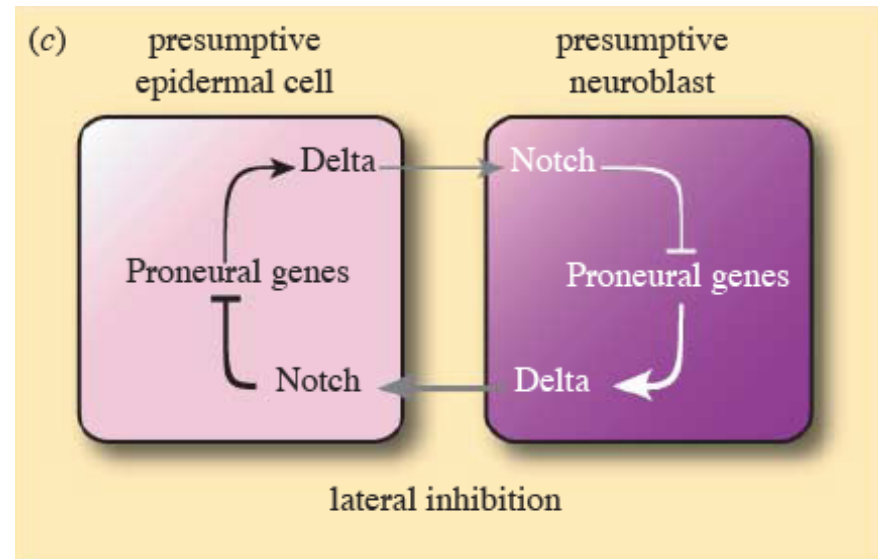 (c)
presumptive
epidermal cell
presumptive
neuroblast
Delta
Notch
Proneural genes
Proneural genes
Notch
Delta
lateral inhibition